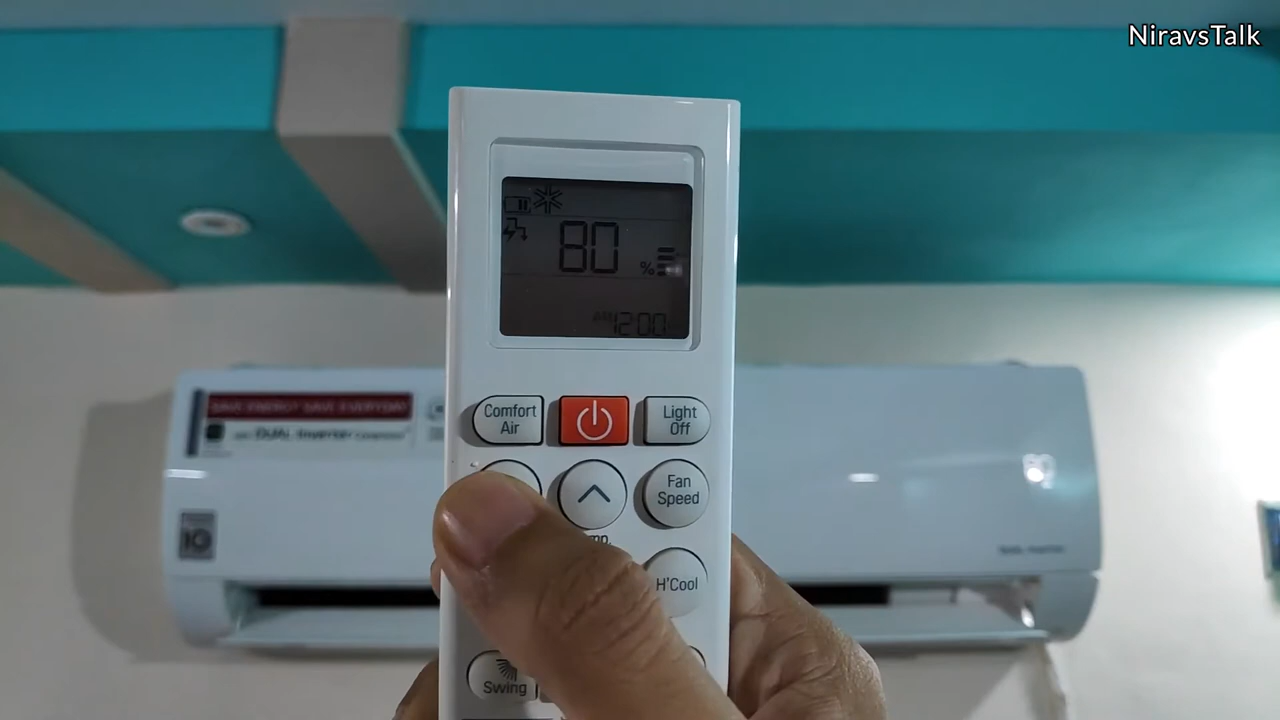 NiravsTalk
80
%
AM 12:00
Comfort
Air
Light
Off
Fan
Speed
H'Cool
Swing
SAVE ENERGY SAVE EVERYDAY
DUAL Inverter
10